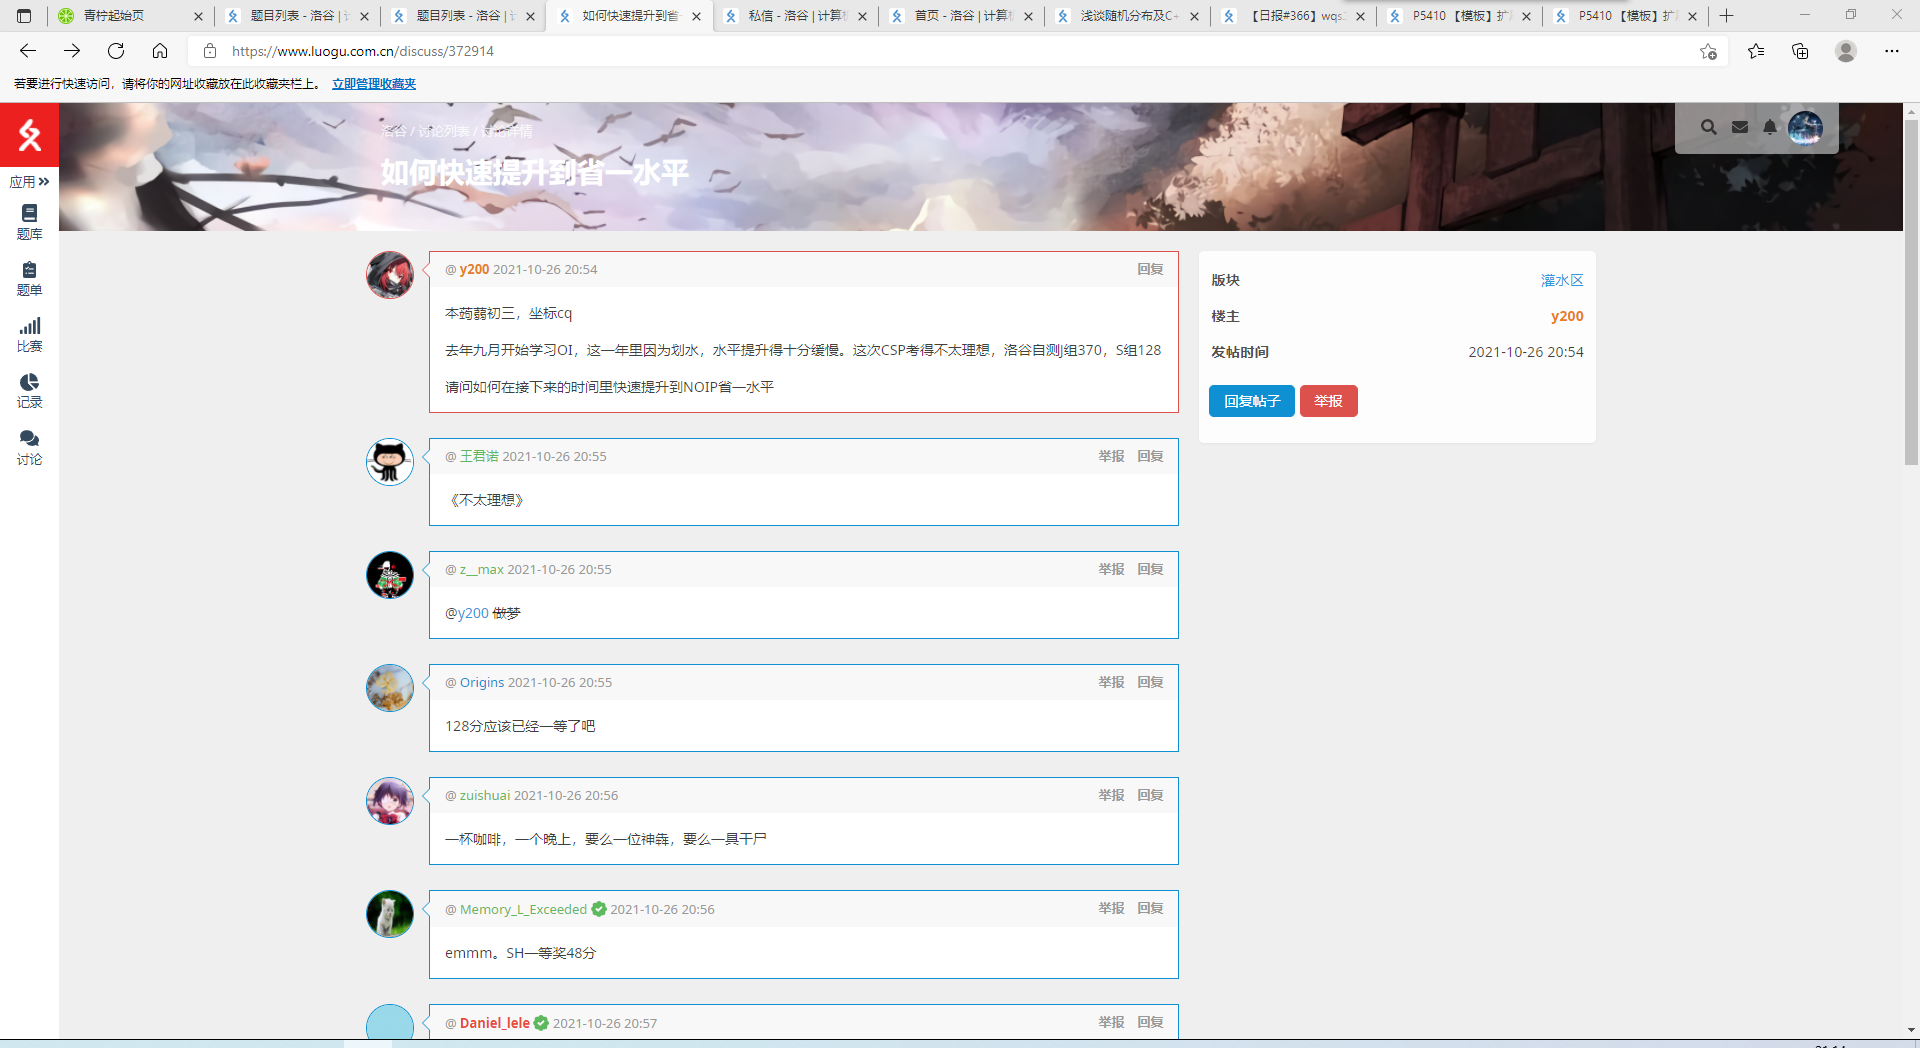 青柠起始页
题目列表 - 洛谷 | 计
题目列表 - 洛谷 | 计
如何快速提升到省一
私信 - 洛谷 | 计算机
首页 - 洛谷 | 计算机
浅谈随机分布及C+
【日报#366】wqs
P5410 【模板】扩
P5410 【模板】扩
https://www.luogu.com.cn/discuss/372914
若要进行快速访问，请将你的网址收藏放在此收藏夹栏上。 立即管理收藏夹
洛谷 / 讨论列表 / 讨论详情
如何快速提升到省一水平
应用
题库
题单
比赛
记录
讨论
@ y200 2021-10-26 20:54 回复
本蒟蒻初三，坐标cq
去年九月开始学习OI，这一年里因为划水，水平提升得十分缓慢。这次CSP考得不太理想，洛谷自测J组370，S组128
请问如何在接下来的时间里快速提升到NOIP省一水平
@ 王君诺 2021-10-26 20:55 举报 回复
《不太理想》
@ z__max 2021-10-26 20:55 举报 回复
@y200 做梦
@ Origins 2021-10-26 20:55 举报 回复
128分应该已经一等了吧
@ zuishuai 2021-10-26 20:56 举报 回复
一杯咖啡，一个晚上，要么一位神犇，要么一具干尸
@ Memory_L_Exceeded 2021-10-26 20:56 举报 回复
emmm。SH一等奖48分
@ Daniel_lele 2021-10-26 20:57 举报 回复
版块 灌水区
楼主 y200
发帖时间 2021-10-26 20:54
回复帖子 举报